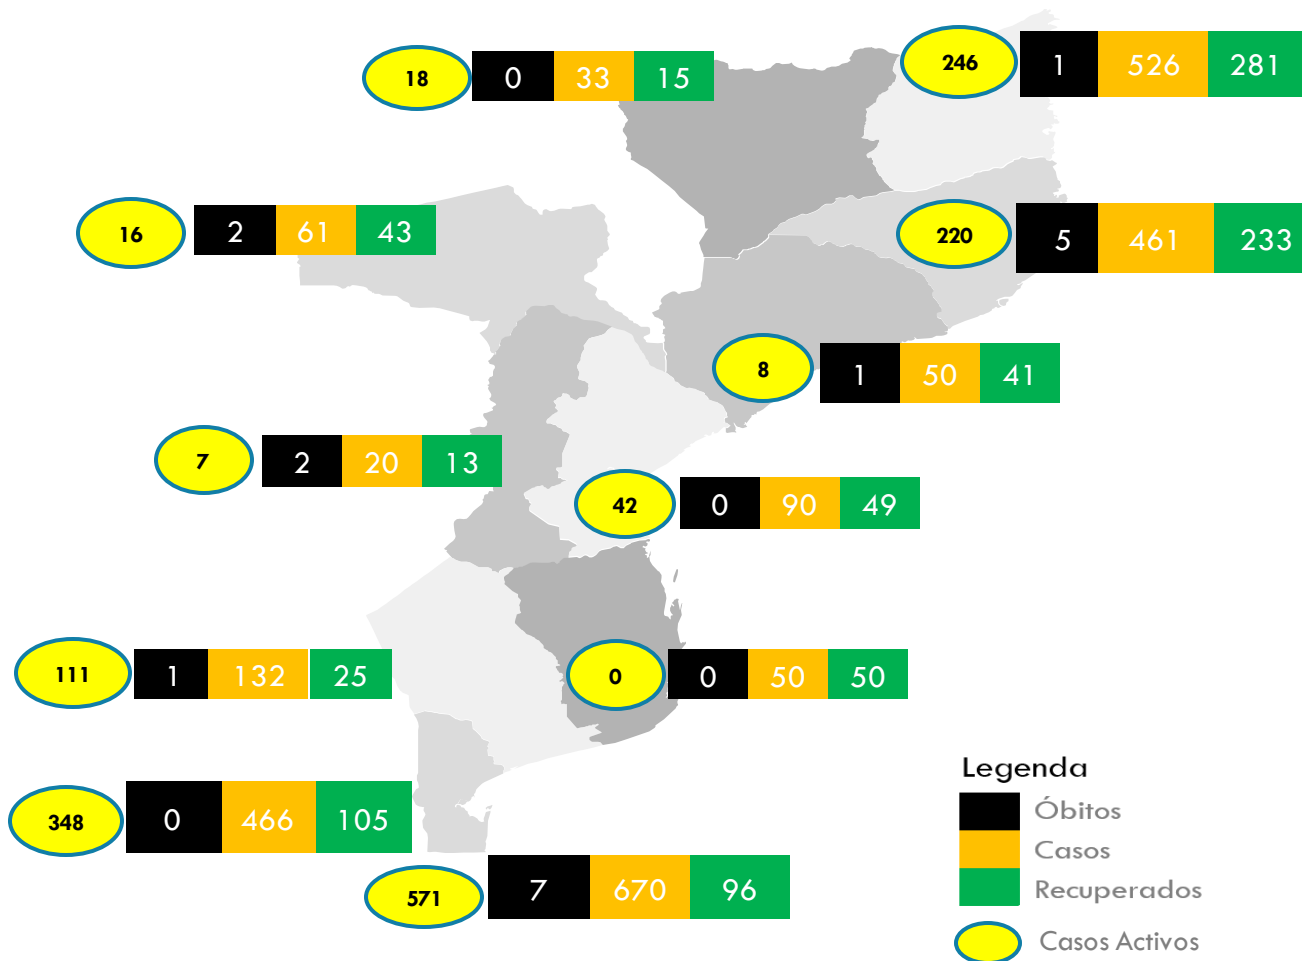 18 0 33 15
246 1 526 281
16 2 61 43
220 5 461 233
8 1 50 41
7 2 20 13
42 0 90 49
111 1 132 25
0 0 50 50
348 0 466 105
571 7 670 96
Legenda
Óbitos
Casos
Recuperados
Casos Activos